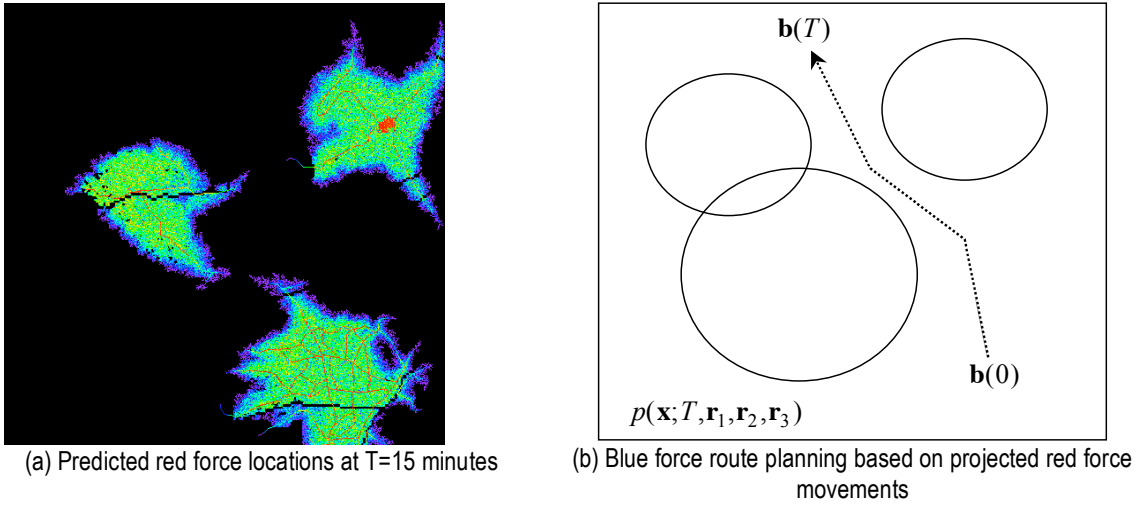 b(T)
b(0)
p(x;T,r₁,r₂,r₃)
(a) Predicted red force locations at T=15 minutes
(b) Blue force route planning based on projected red force
movements